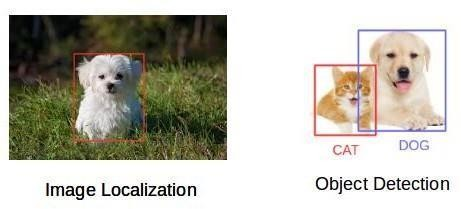 CAT
DOG
Image Localization
Object Detection